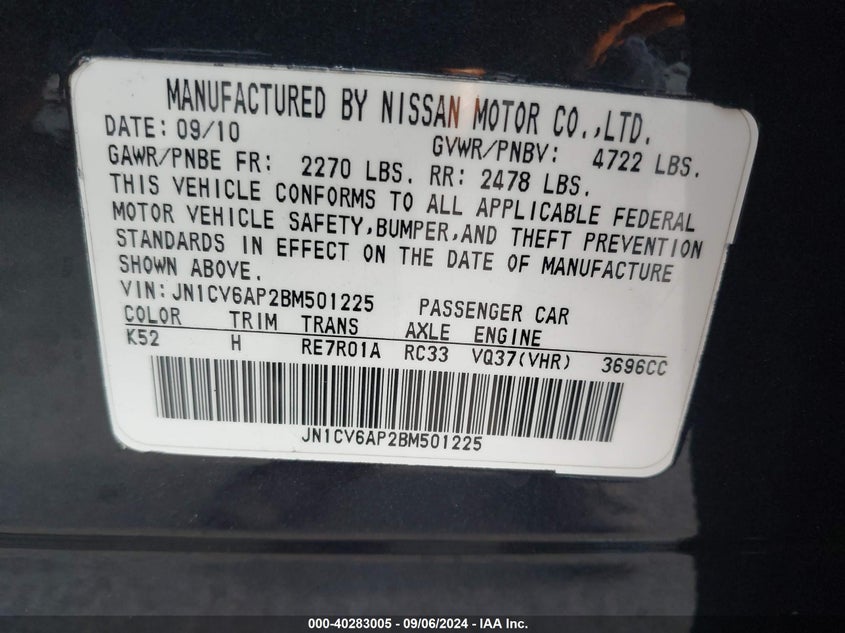 MANUFACTURED BY NISSAN MOTOR CO.,LTD.
DATE: 09/10 GVWR/PNBV: 4722 LBS.
GAWR/PNBE FR: 2270 LBS. RR: 2478 LBS.
THIS VEHICLE CONFORMS TO ALL APPLICABLE FEDERAL
MOTOR VEHICLE SAFETY,BUMPER,AND THEFT PREVENTION
STANDARDS IN EFFECT ON THE DATE OF MANUFACTURE
SHOWN ABOVE.
VIN: JN1CV6AP2BM501225 PASSENGER CAR
COLOR TRIM TRANS AXLE ENGINE
K52 H RE7R01A RC33 VQ37(VHR) 3696CC
JN1CV6AP2BM501225
000-40283005 - 09/06/2024 - IAA Inc.